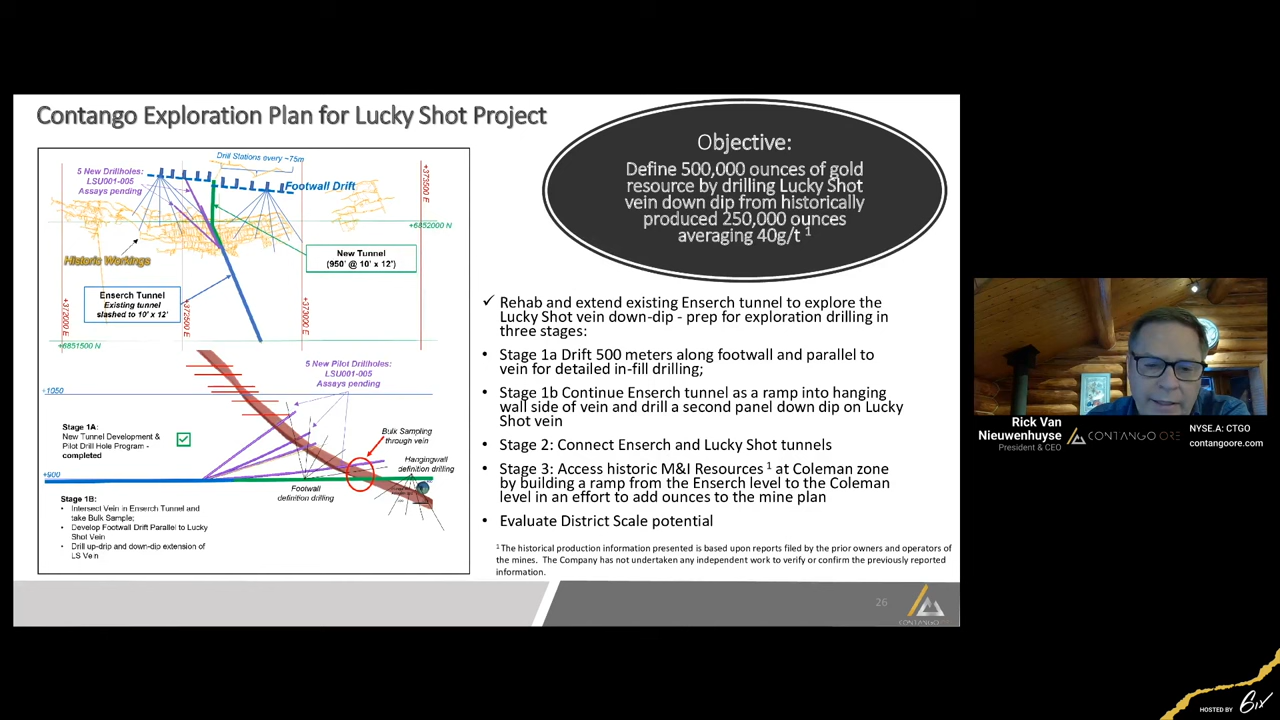 Contango Exploration Plan for Lucky Shot Project
Drill Stations every ~75m
5 New Drillholes:
LSU001-005
Assays pending
Footwall Drift
+373500 E
+6852000 N
Historic Workings
New Tunnel
(950' @ 10' x 12')
Enserch Tunnel
Existing tunnel
slashed to 10' x 12'
+372000 E
+372500 E
+373000 E
+6851500 N
5 New Pilot Drillholes:
LSU001-005
Assays pending
+1050
Stage 1A:
New Tunnel Development &
Pilot Drill Hole Program -
completed
Bulk Sampling
through vein
Hangingwall
definition drilling
+900
Footwall
definition drilling
Stage 1B:
• Intersect Vein in Enserch Tunnel and
take Bulk Sample;
• Develop Footwall Drift Parallel to Lucky
Shot Vein
• Drill up-drip and down-dip extension of
LS Vein
Objective:
Define 500,000 ounces of gold
resource by drilling Lucky Shot
vein down dip from historically
produced 250,000 ounces
averaging 40g/t 1
✓ Rehab and extend existing Enserch tunnel to explore the
Lucky Shot vein down-dip - prep for exploration drilling in
three stages:
• Stage 1a Drift 500 meters along footwall and parallel to
vein for detailed in-fill drilling;
• Stage 1b Continue Enserch tunnel as a ramp into hanging
wall side of vein and drill a second panel down dip on Lucky
Shot vein
• Stage 2: Connect Enserch and Lucky Shot tunnels
• Stage 3: Access historic M&I Resources 1 at Coleman zone
by building a ramp from the Enserch level to the Coleman
level in an effort to add ounces to the mine plan
• Evaluate District Scale potential
1 The historical production information presented is based upon reports filed by the prior owners and operators of
the mines. The Company has not undertaken any independent work to verify or confirm the previously reported
information.
26
CONTANGO ORE
Rick Van
Nieuwenhuyse
President & CEO
CONTANGO ORE
NYSE.A: CTGO
contangoore.com
HOSTED BY 6ix